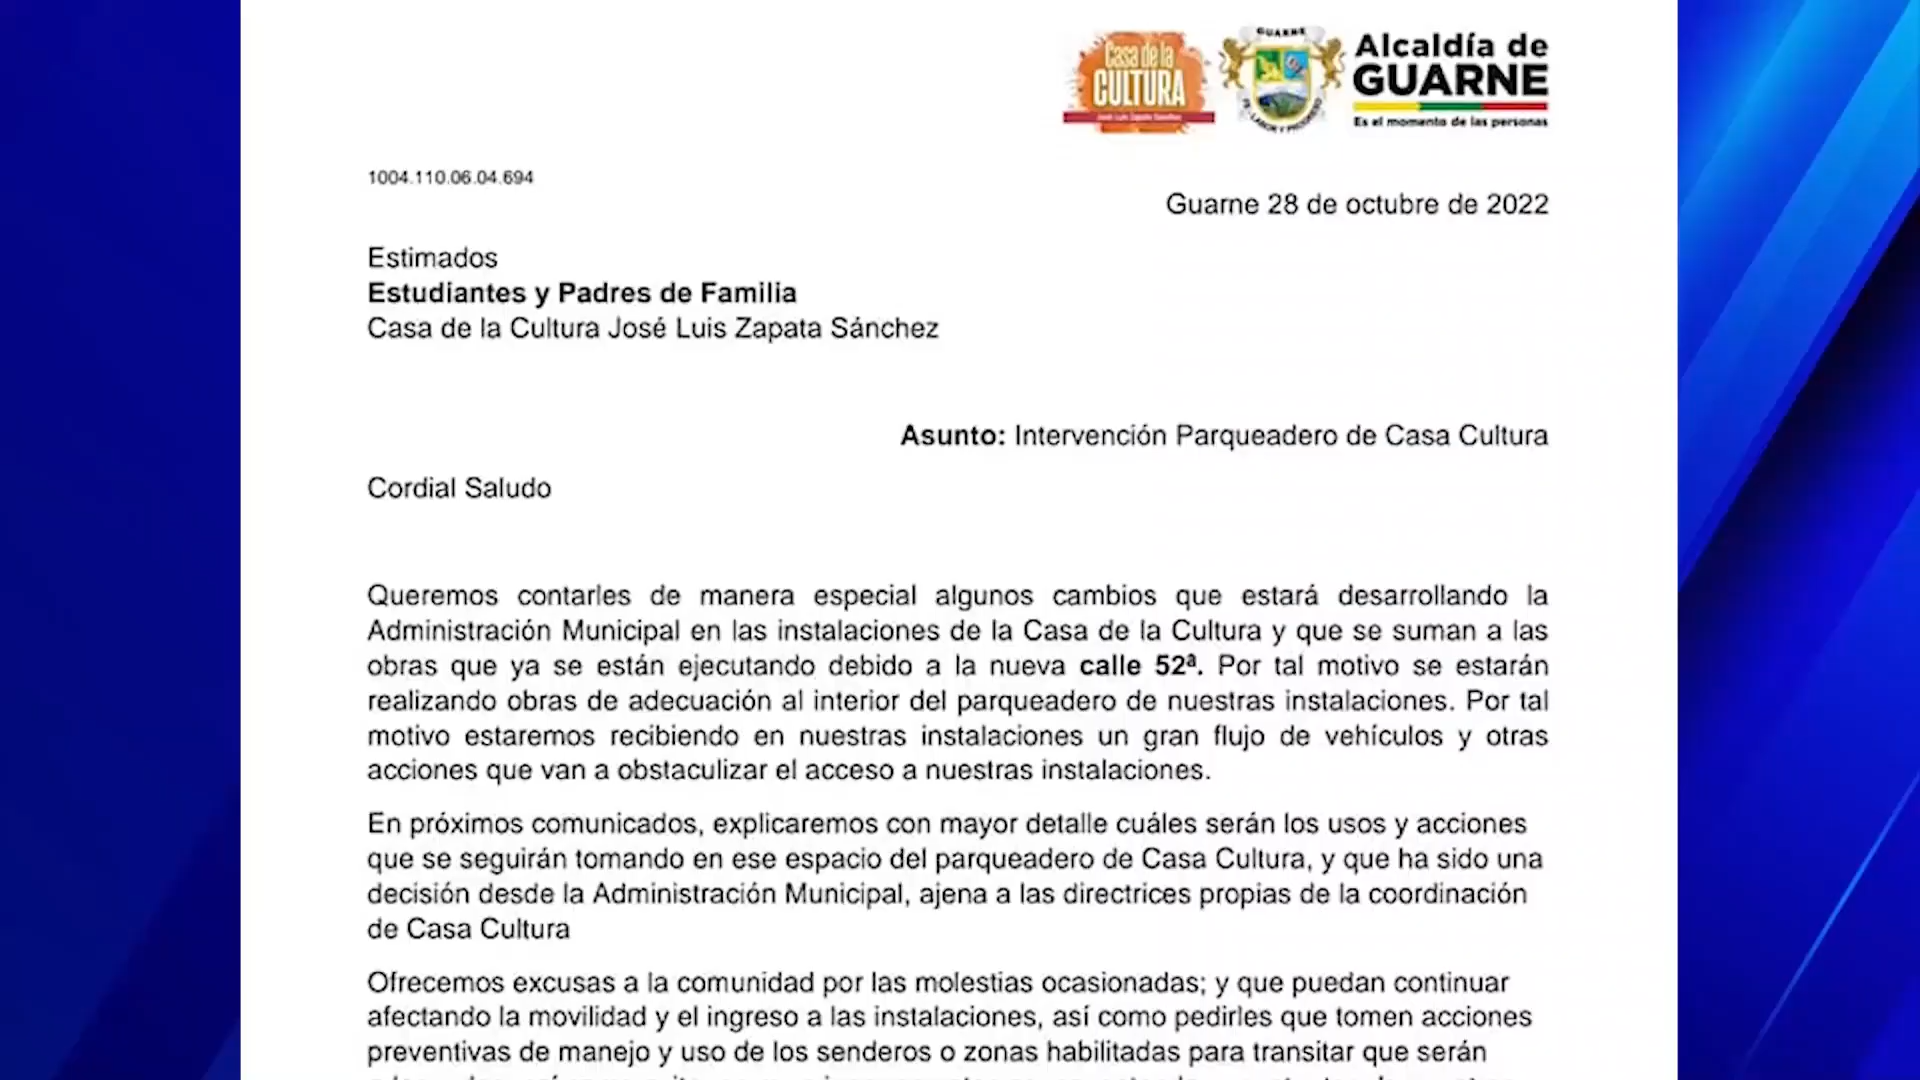 Casa de la
CULTURA
José Luis Zapata Sánchez
GUARNE
Alcaldía de
GUARNE
Es el momento de las personas
1004.110.06.04.694
Guarne 28 de octubre de 2022
Estimados
Estudiantes y Padres de Familia
Casa de la Cultura José Luis Zapata Sánchez
Asunto: Intervención Parqueadero de Casa Cultura
Cordial Saludo
Queremos contarles de manera especial algunos cambios que estará desarrollando la
Administración Municipal en las instalaciones de la Casa de la Cultura y que se suman a las
obras que ya se están ejecutando debido a la nueva calle 52ª. Por tal motivo se estarán
realizando obras de adecuación al interior del parqueadero de nuestras instalaciones. Por tal
motivo estaremos recibiendo en nuestras instalaciones un gran flujo de vehículos y otras
acciones que van a obstaculizar el acceso a nuestras instalaciones.
En próximos comunicados, explicaremos con mayor detalle cuáles serán los usos y acciones
que se seguirán tomando en ese espacio del parqueadero de Casa Cultura, y que ha sido una
decisión desde la Administración Municipal, ajena a las directrices propias de la coordinación
de Casa Cultura
Ofrecemos excusas a la comunidad por las molestias ocasionadas; y que puedan continuar
afectando la movilidad y el ingreso a las instalaciones, así como pedirles que tomen acciones
preventivas de manejo y uso de los senderos o zonas habilitadas para transitar que serán